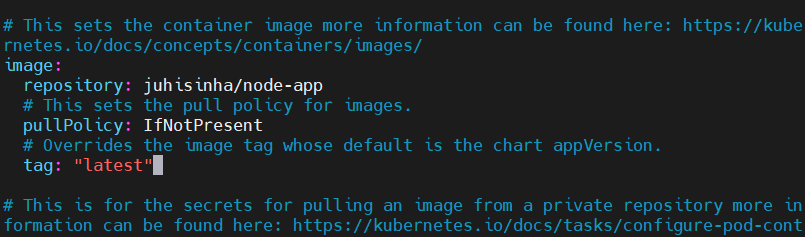 # This sets the container image more information can be found here: https://kube
rnetes.io/docs/concepts/containers/images/
image:
  repository: juhisinha/node-app
  # This sets the pull policy for images.
  pullPolicy: IfNotPresent
  # Overrides the image tag whose default is the chart appVersion.
  tag: "latest"
# This is for the secrets for pulling an image from a private repository more in
formation can be found here: https://kubernetes.io/docs/tasks/configure-pod-cont